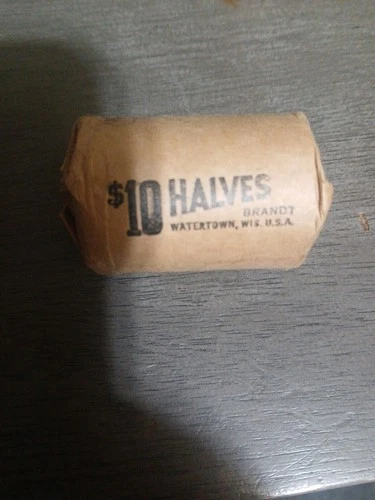 $10 HALVES
BRANDT
WATERTOWN, WIS. U.S.A.